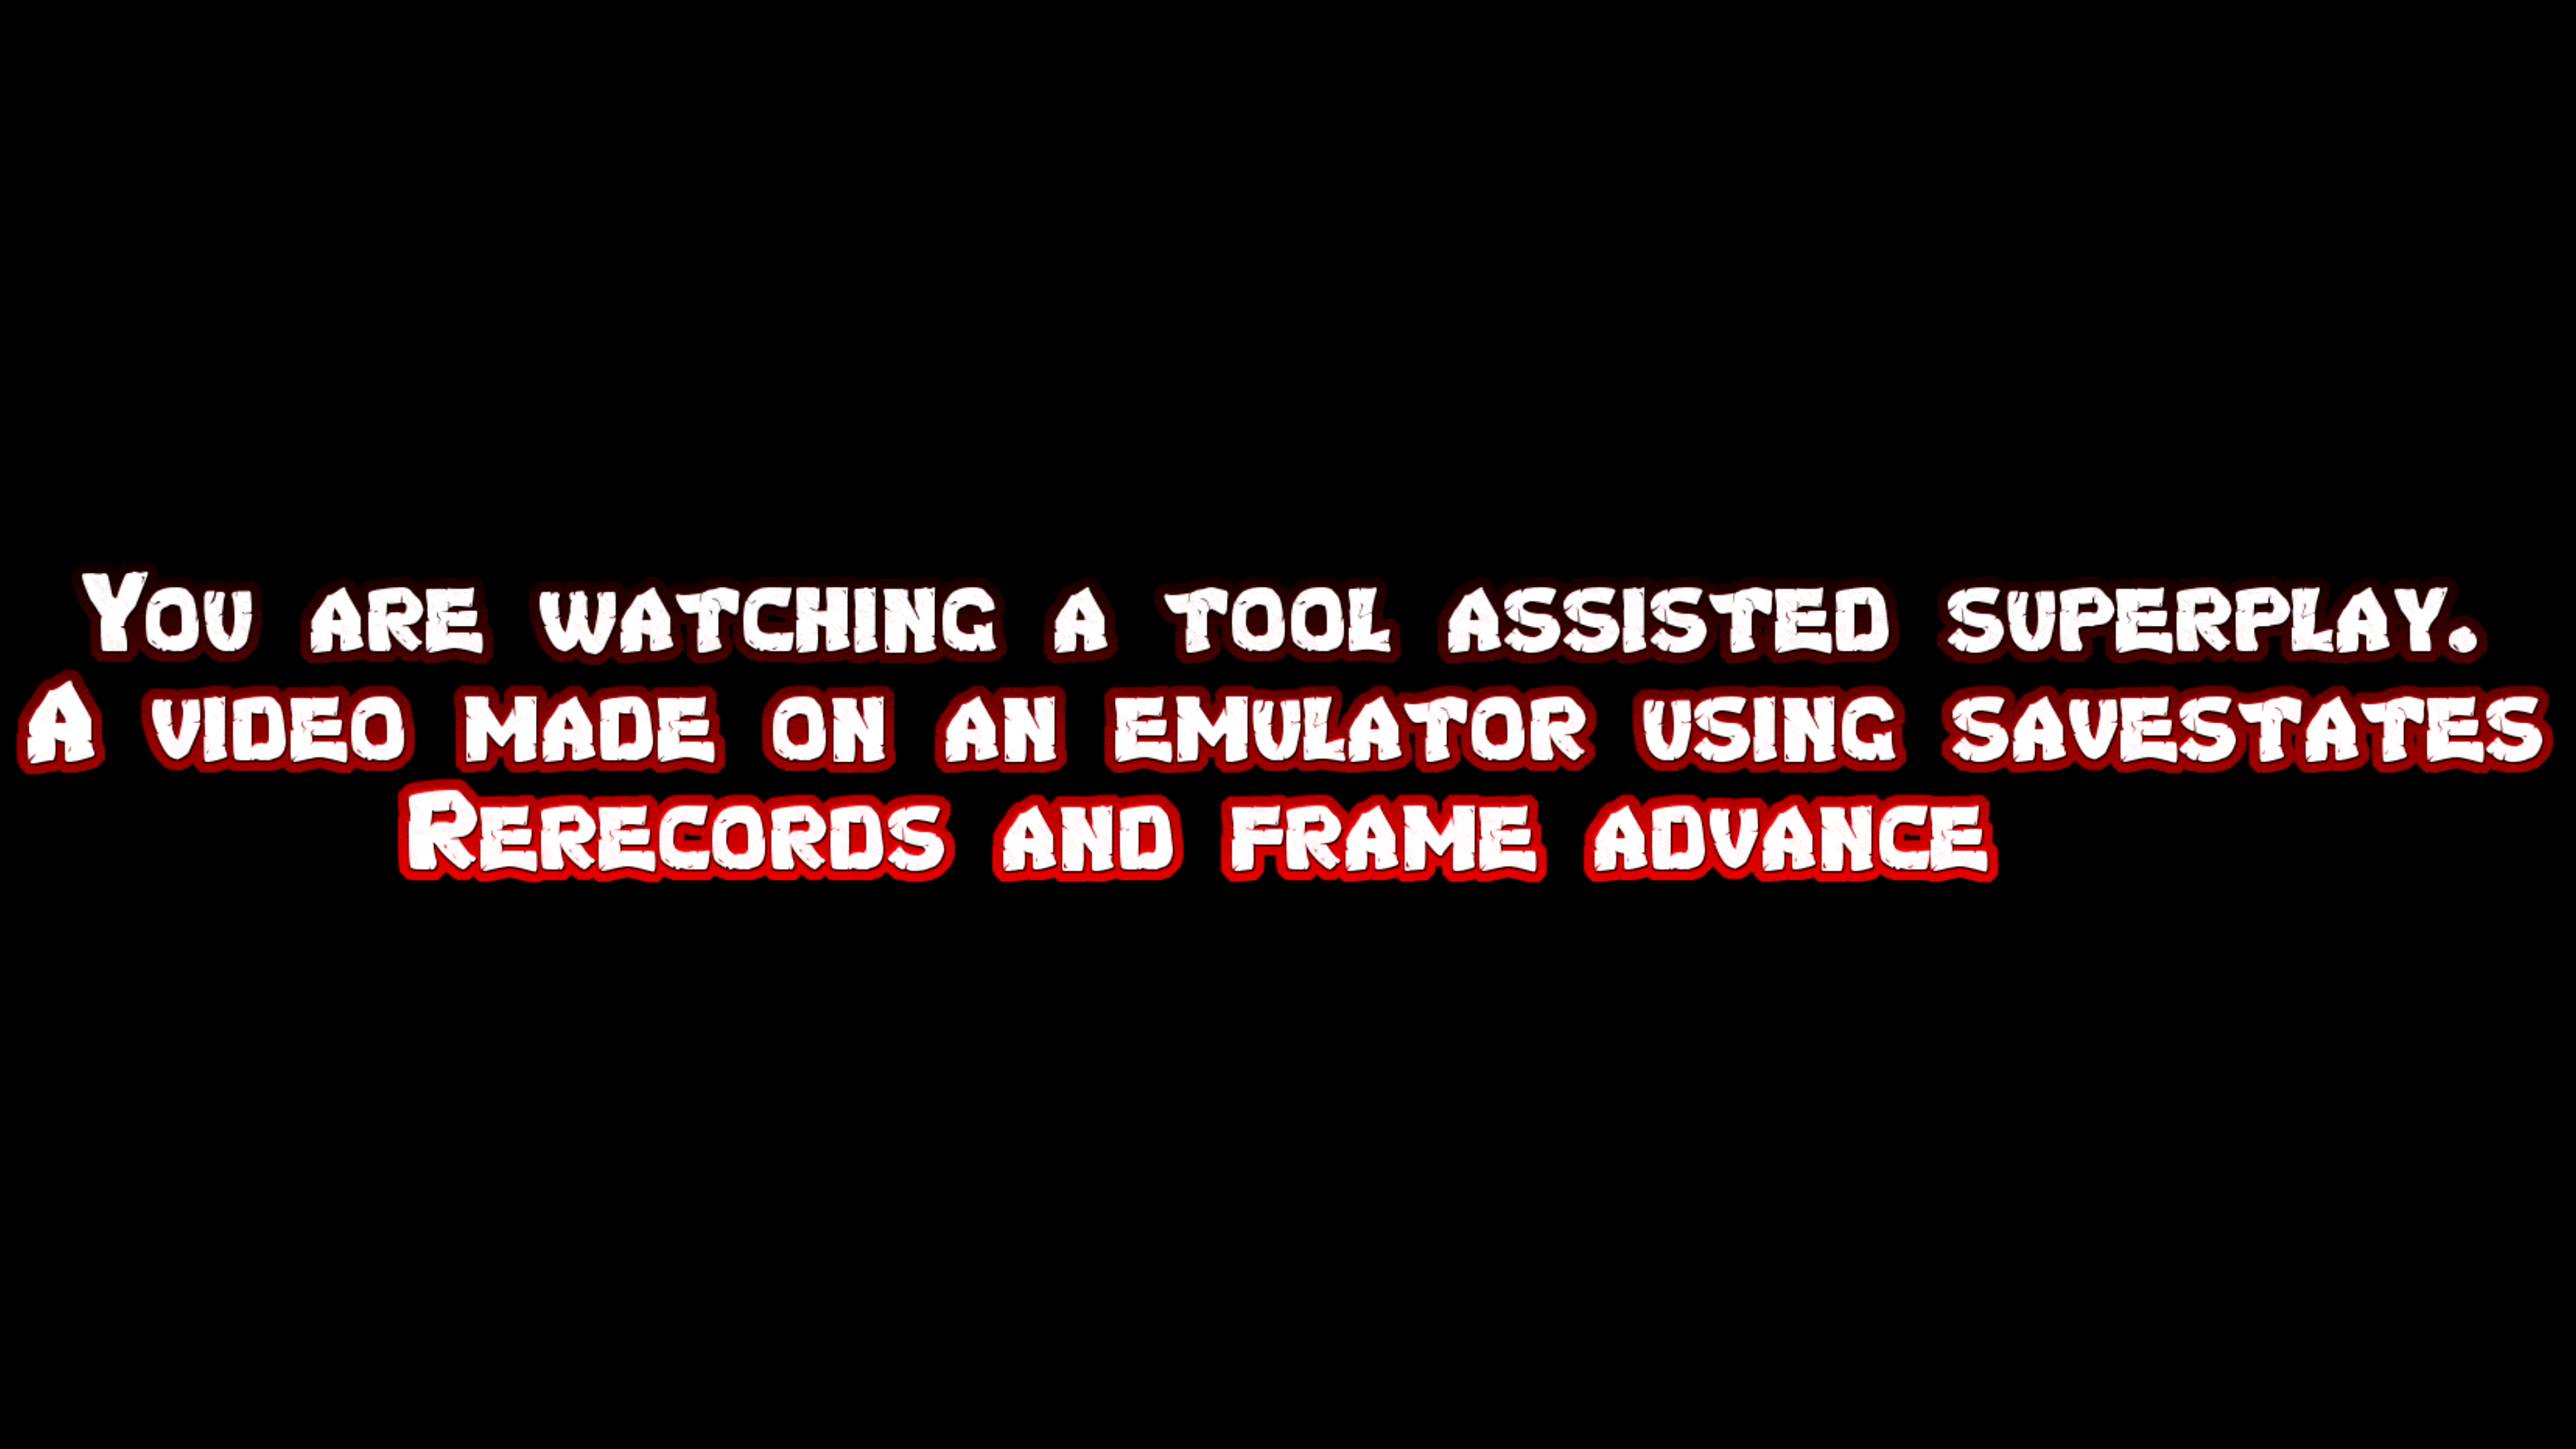 You are watching a tool assisted superplay.
A video made on an emulator using savestates
Rerecords and frame advance